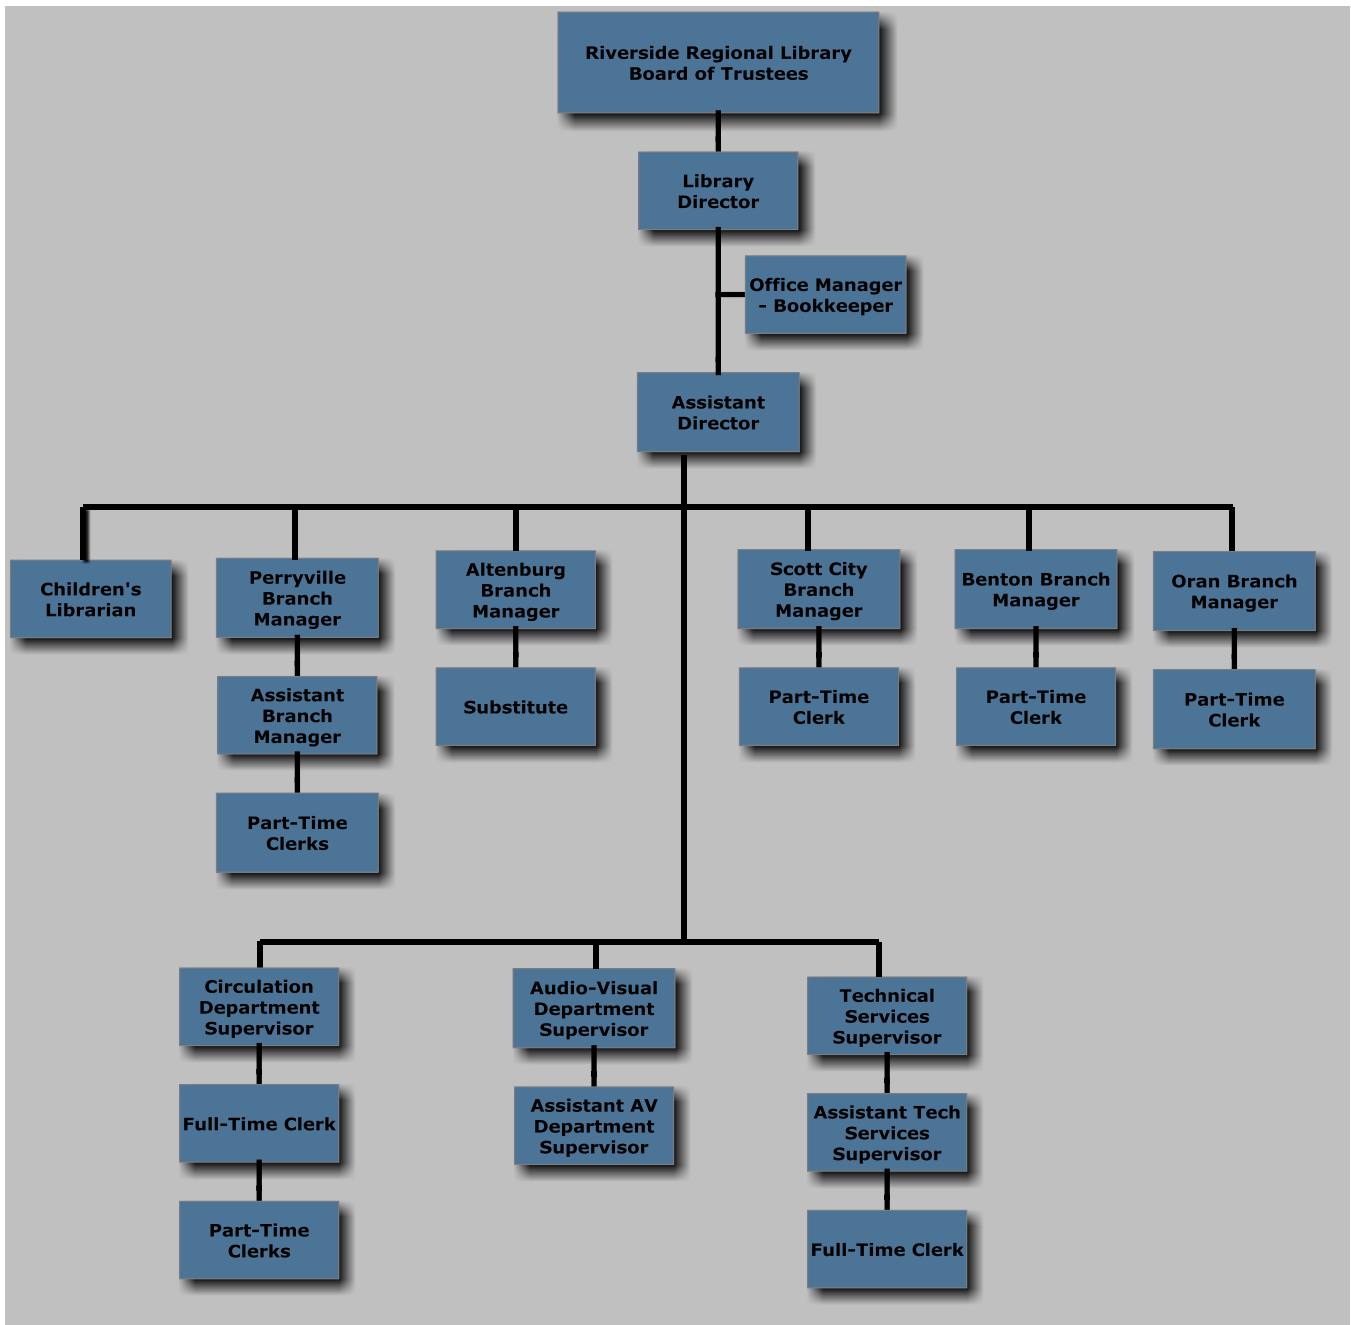 Riverside Regional Library
Board of Trustees
Library
Director
Office Manager
- Bookkeeper
Assistant
Director
Children's
Librarian
Perryville
Branch
Manager
Altenburg
Branch
Manager
Scott City
Branch
Manager
Benton Branch
Manager
Oran Branch
Manager
Assistant
Branch
Manager
Substitute
Part-Time
Clerk
Part-Time
Clerk
Part-Time
Clerk
Part-Time
Clerks
Circulation
Department
Supervisor
Audio-Visual
Department
Supervisor
Technical
Services
Supervisor
Full-Time Clerk
Assistant AV
Department
Supervisor
Assistant Tech
Services
Supervisor
Part-Time
Clerks
Full-Time Clerk